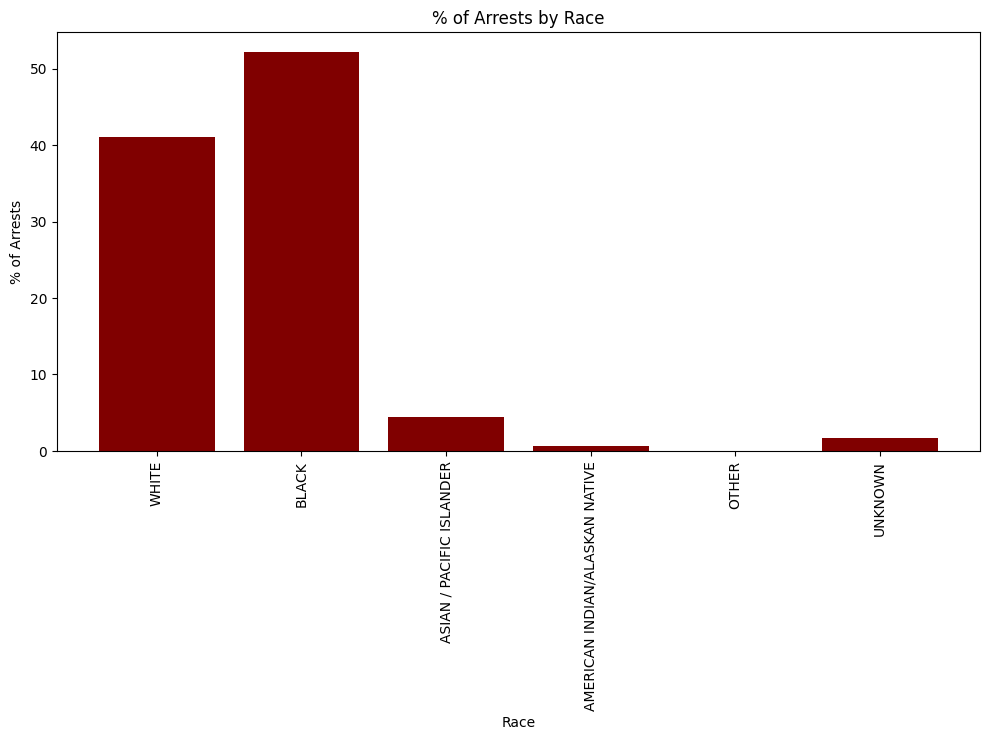 % of Arrests by Race
% of Arrests
50
40
30
20
10
0
WHITE
BLACK
ASIAN / PACIFIC ISLANDER
AMERICAN INDIAN/ALASKAN NATIVE
OTHER
UNKNOWN
Race